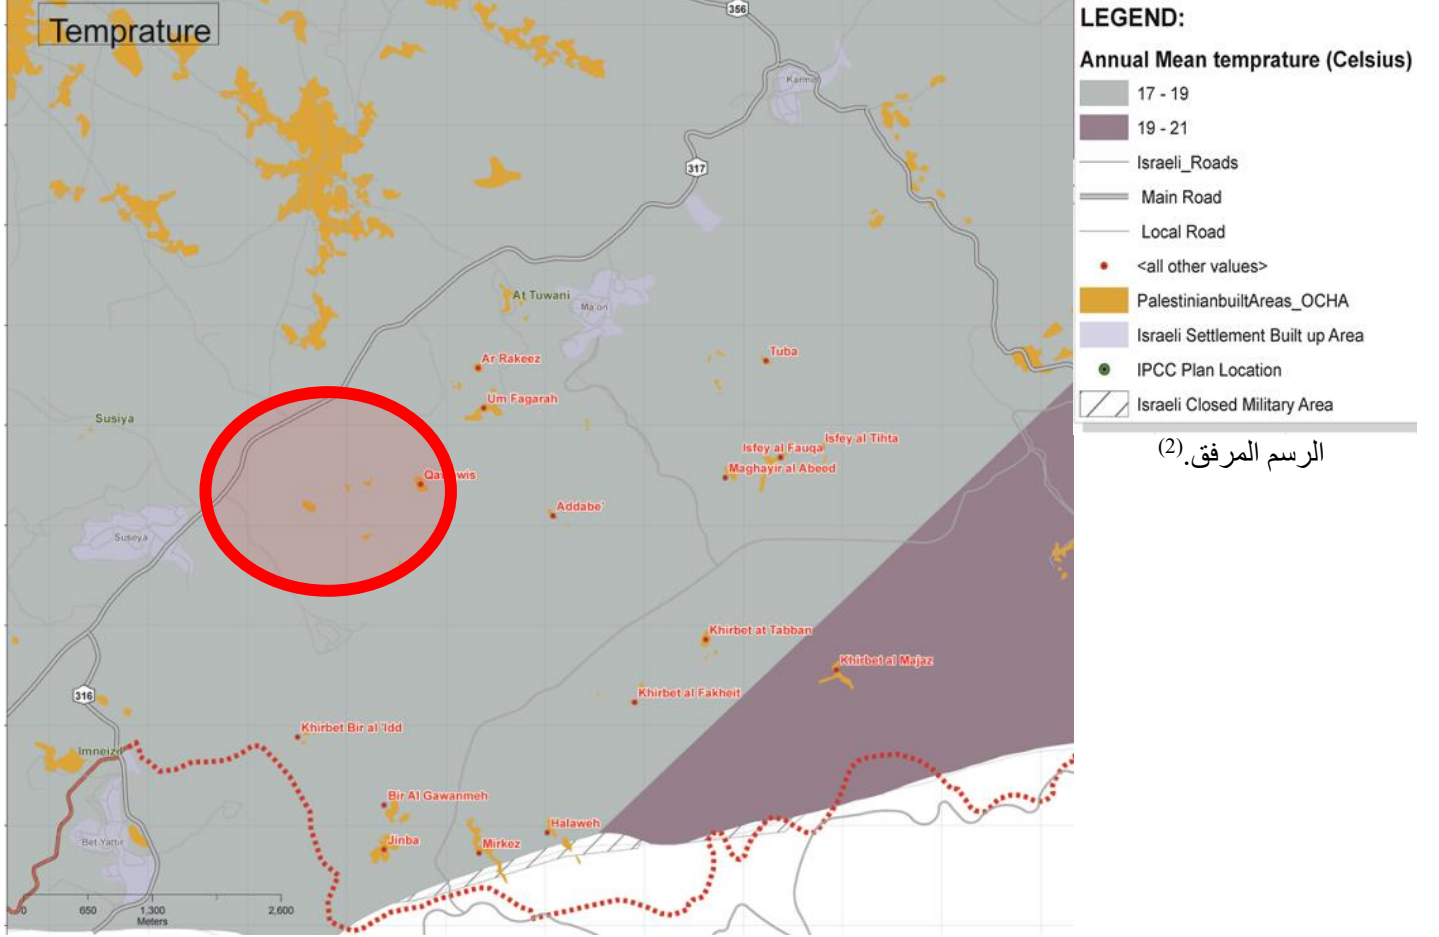 Temprature
356
Karmel
317
At Tuwani
Ma'on
Ar Rakeez
Tuba
Um Fagarah
Susiya
Isfey al Fauqa
Isfey al Tihta
Maghayir al Abeed
Addabe'
Suseya
Khirbet at Tabban
Khirbet al Majaz
Khirbet al Fakheit
316
Khirbet Bir al 'Idd
Imneizil
Bir Al Gawanmeh
Halaweh
Jinba
Mirkez
Bet Yattir
0 650 1,300 2,600
Meters
LEGEND:
Annual Mean temprature (Celsius)
17 - 19
19 - 21
Israeli_Roads
Main Road
Local Road
<all other values>
PalestinianbuiltAreas_OCHA
Israeli Settlement Built up Area
IPCC Plan Location
Israeli Closed Military Area
الرسم المرفق.(2)